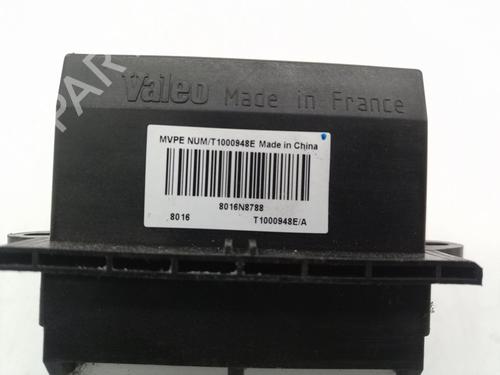 Valeo Made in France
MVPE NUM/T1000948E Made in China
8016N8788
8016 T1000948E/A